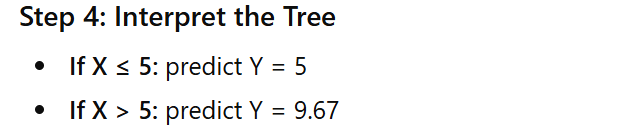 Step 4: Interpret the Tree
• If X ≤ 5: predict Y = 5
• If X > 5: predict Y = 9.67